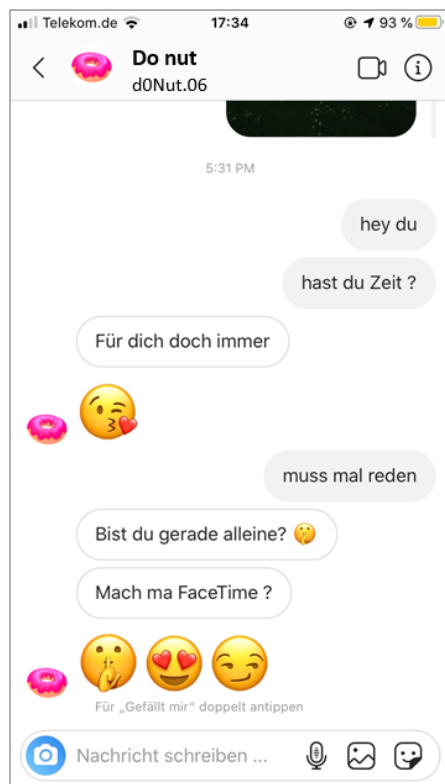 Telekom.de 17:34 93 %
Do nut
d0Nut.06
5:31 PM
hey du
hast du Zeit ?
Für dich doch immer
😘
muss mal reden
Bist du gerade alleine? 🤫
Mach ma FaceTime ?
🤫😍😏
Für „Gefällt mir“ doppelt antippen
Nachricht schreiben ...